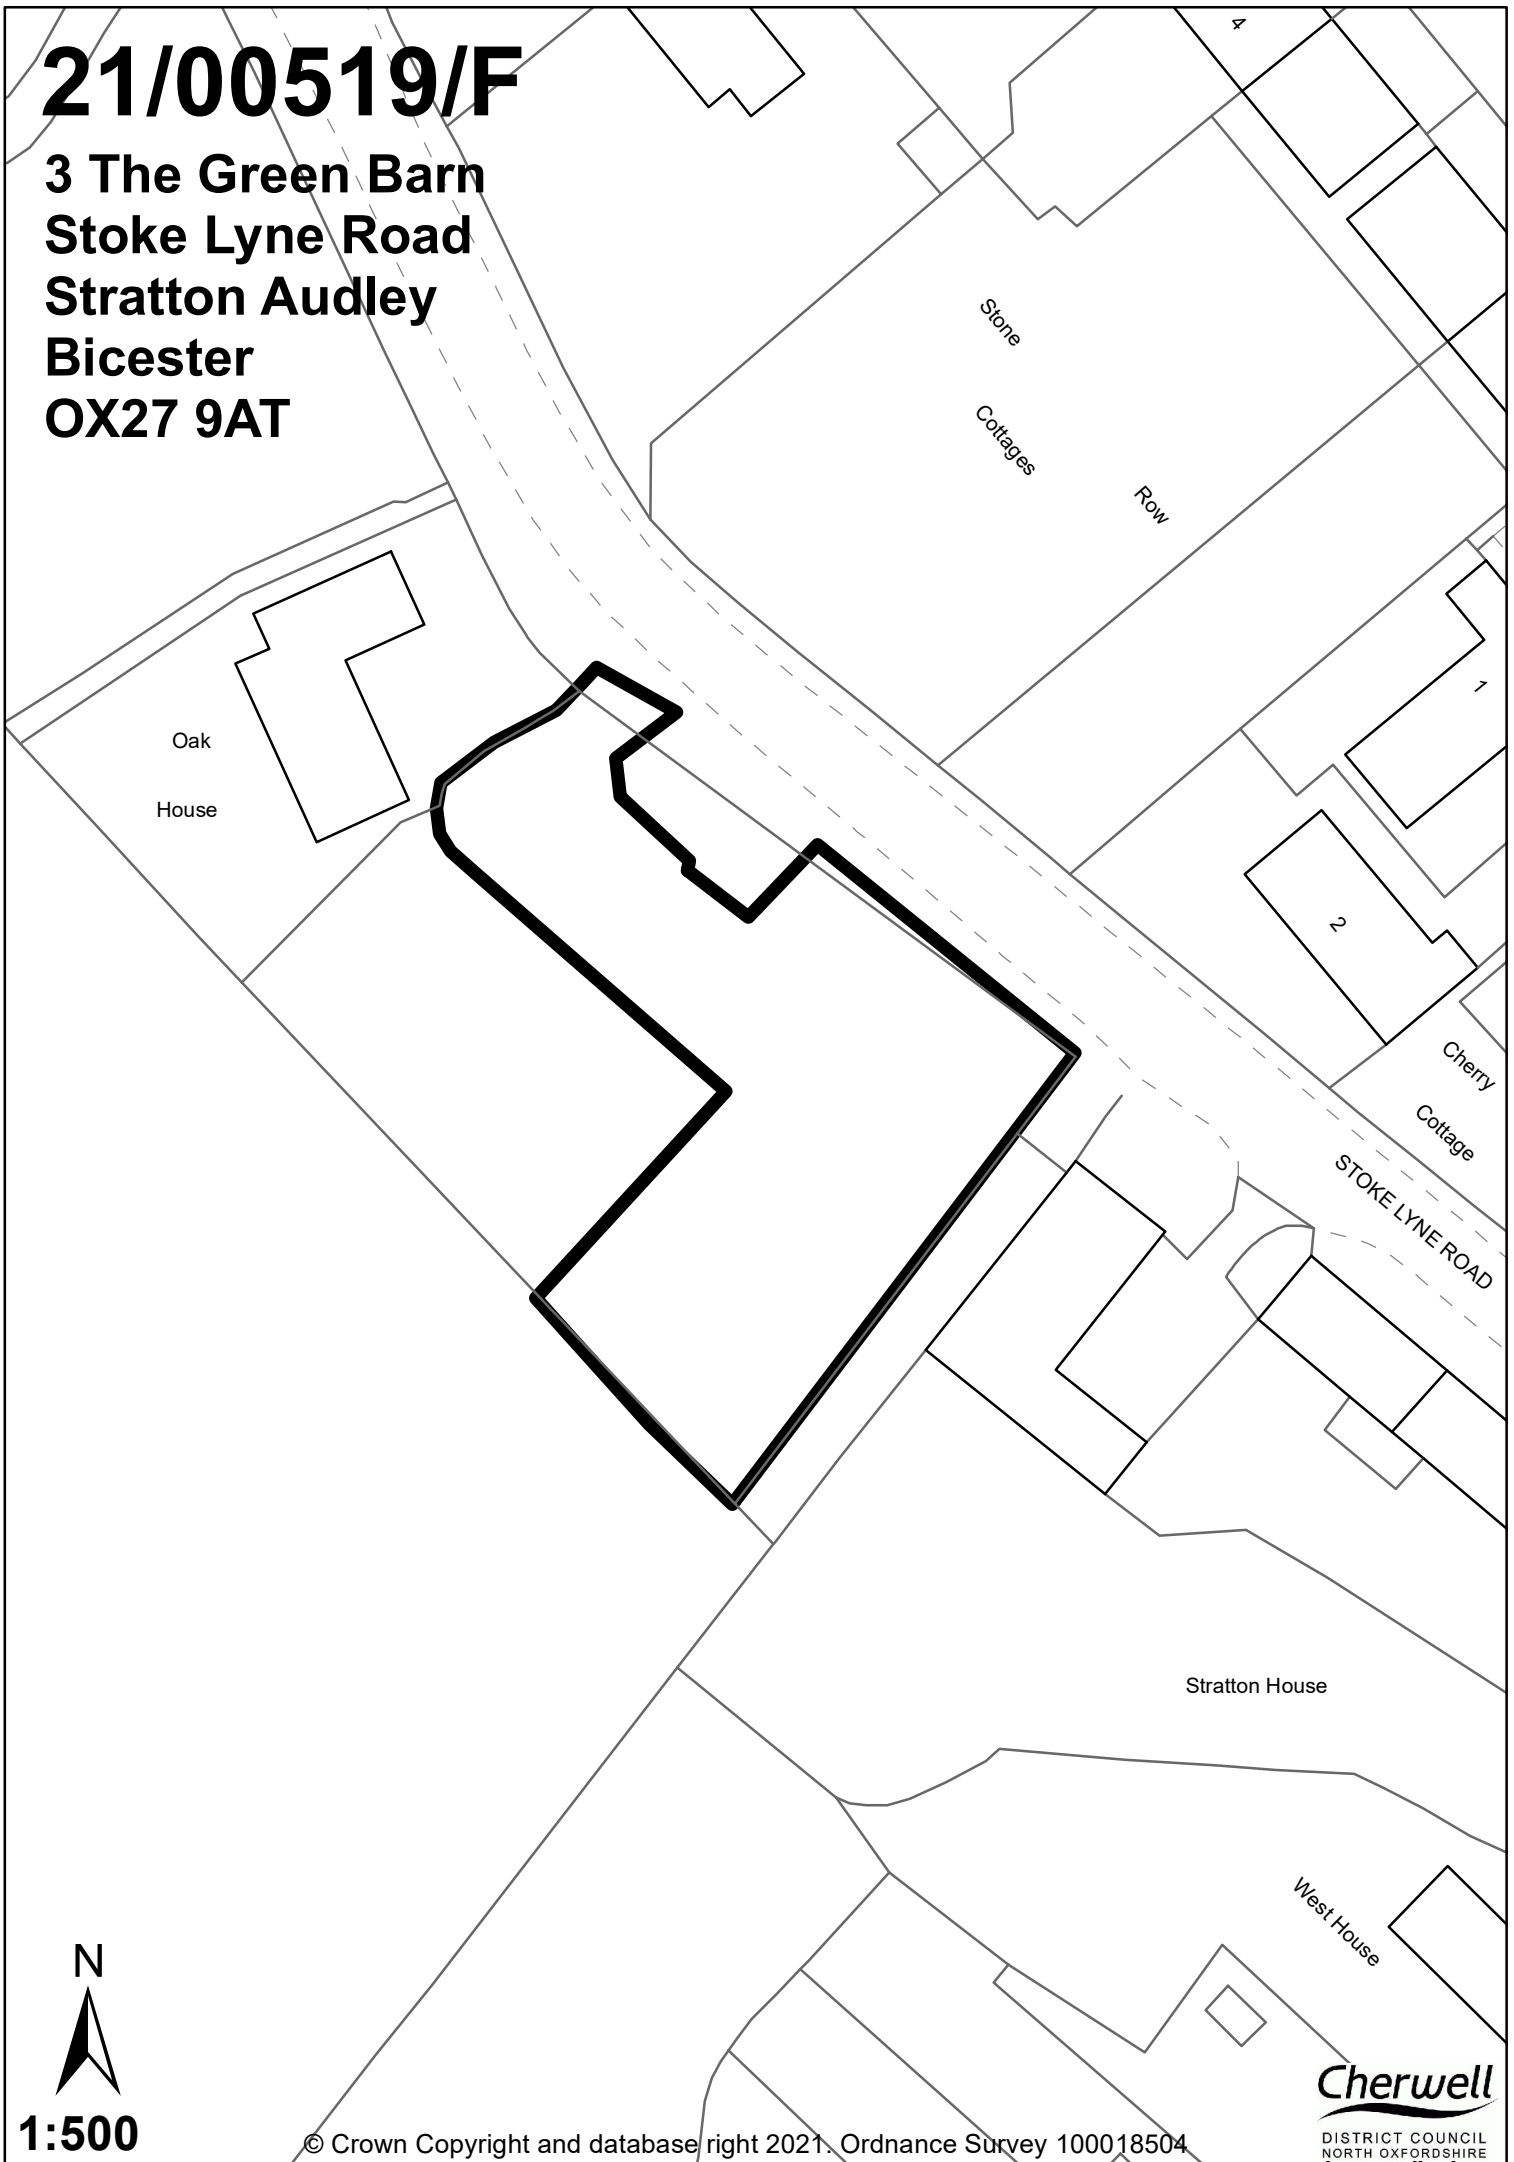 21/00519/F
3 The Green Barn
Stoke Lyne Road
Stratton Audley
Bicester
OX27 9AT
4
Stone
Cottages
Row
1
Oak
House
2
Cherry
Cottage
STOKE LYNE ROAD
Stratton House
West House
N
1:500
© Crown Copyright and database right 2021. Ordnance Survey 100018504
Cherwell
DISTRICT COUNCIL
NORTH OXFORDSHIRE